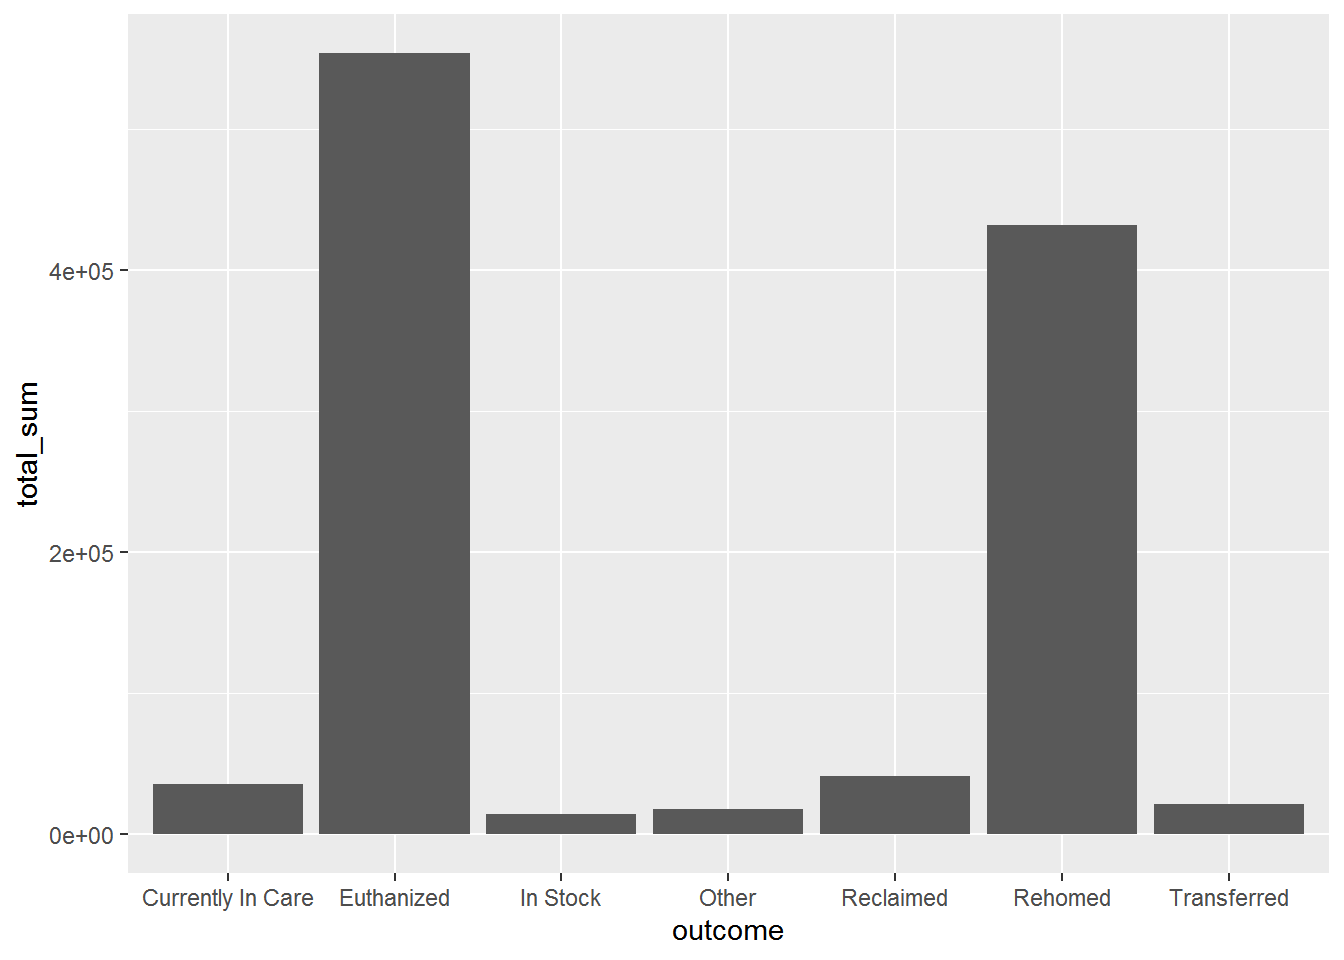 total_sum
4e+05
2e+05
0e+00
Currently In Care Euthanized In Stock Other Reclaimed Rehomed Transferred
outcome